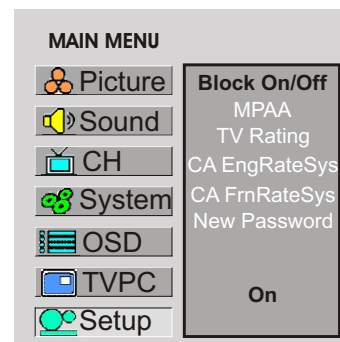 MAIN MENU
Picture
Sound
CH
System
OSD
TVPC
Setup
Block On/Off
MPAA
TV Rating
CA EngRateSys
CA FrnRateSys
New Password
On